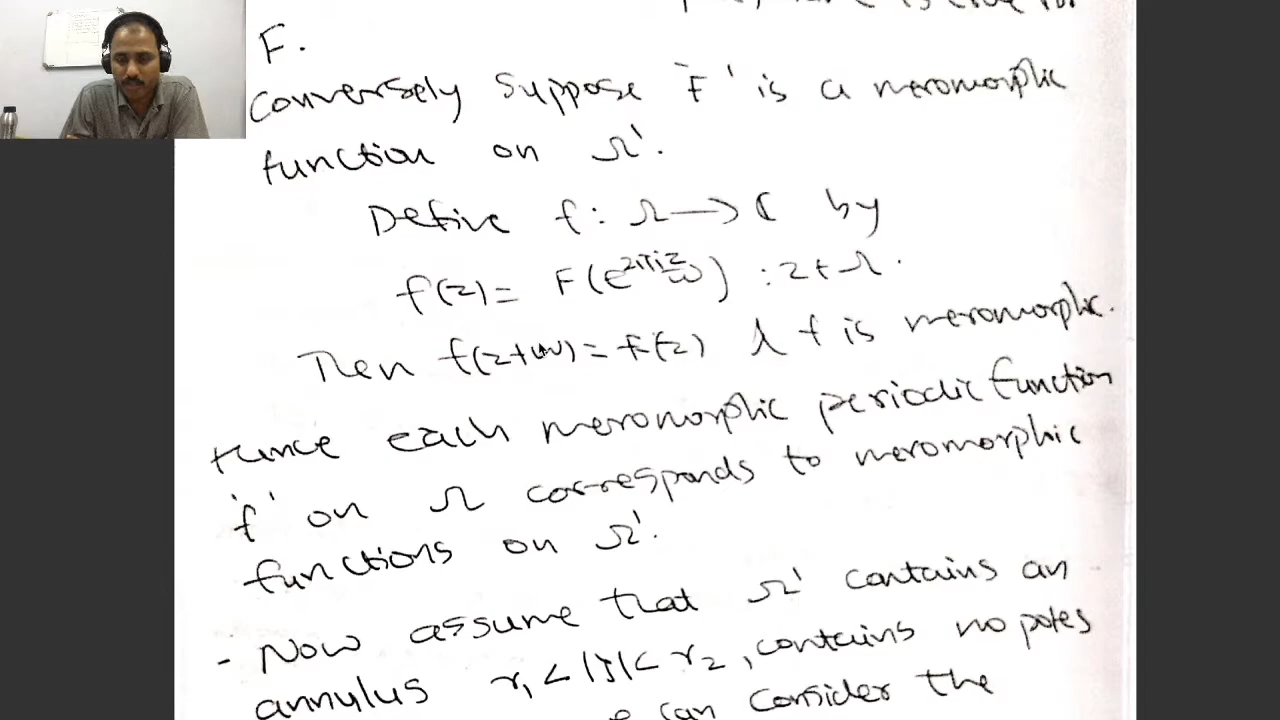 F.
Conversely suppose 'F' is a meromorphic
function on Ω'.
Define f : Ω → ℂ by
f(z) = F(e^{2πiz/ω}) : z ∈ Ω.
Then f(z+ω) = f(z) & f is meromorphic.
Hence each meromorphic periodic function
'f' on Ω corresponds to meromorphic
functions on Ω'.
- Now assume that Ω' contains an
annulus r₁ < |ζ| < r₂, contains no poles
can consider the